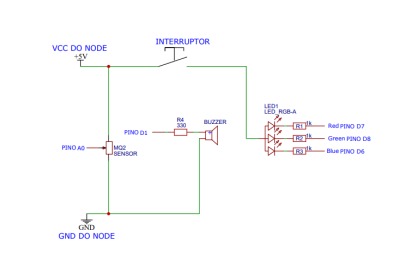 INTERRUPTOR
VCC DO NODE
+5V
LED1
LED_RGB-A
R4
330
BUZZER
R1
1k
Red PINO D7
PINO D1
R2
1k
Green PINO D8
PINO A0
MQ2
SENSOR
R3
1k
Blue PINO D6
GND
GND DO NODE